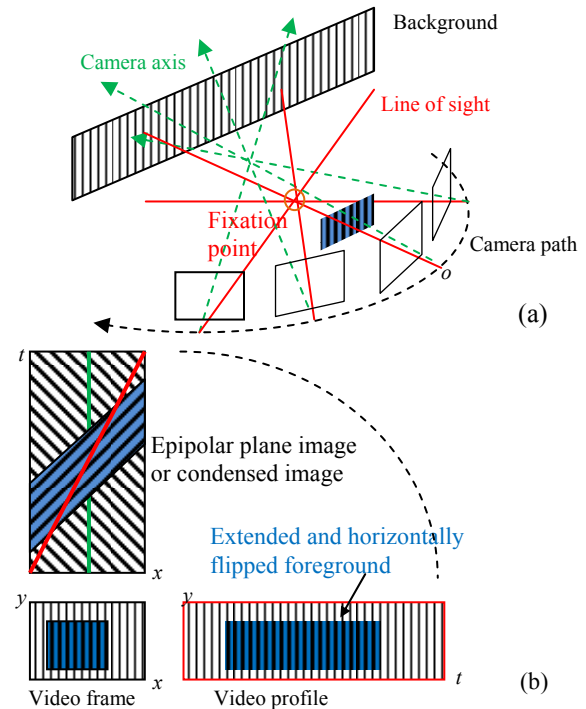 Background
Camera axis
Line of sight
Fixation
point
Camera path
o
(a)
t
Epipolar plane image
or condensed image
x
Extended and horizontally
flipped foreground
y
x
Video frame
y
t
Video profile
(b)